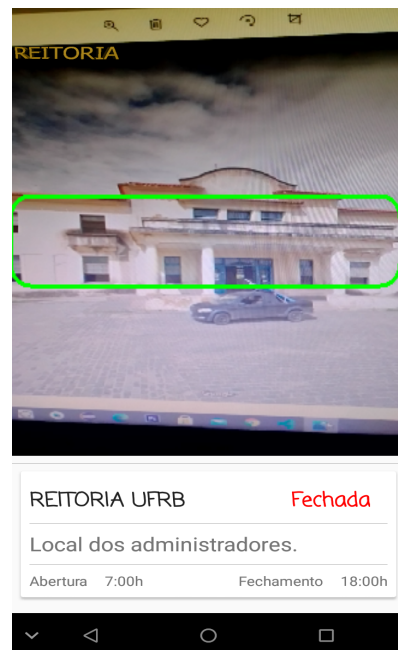 REITORIA
REITORIA UFRB Fechada
Local dos administradores.
Abertura 7:00h Fechamento 18:00h